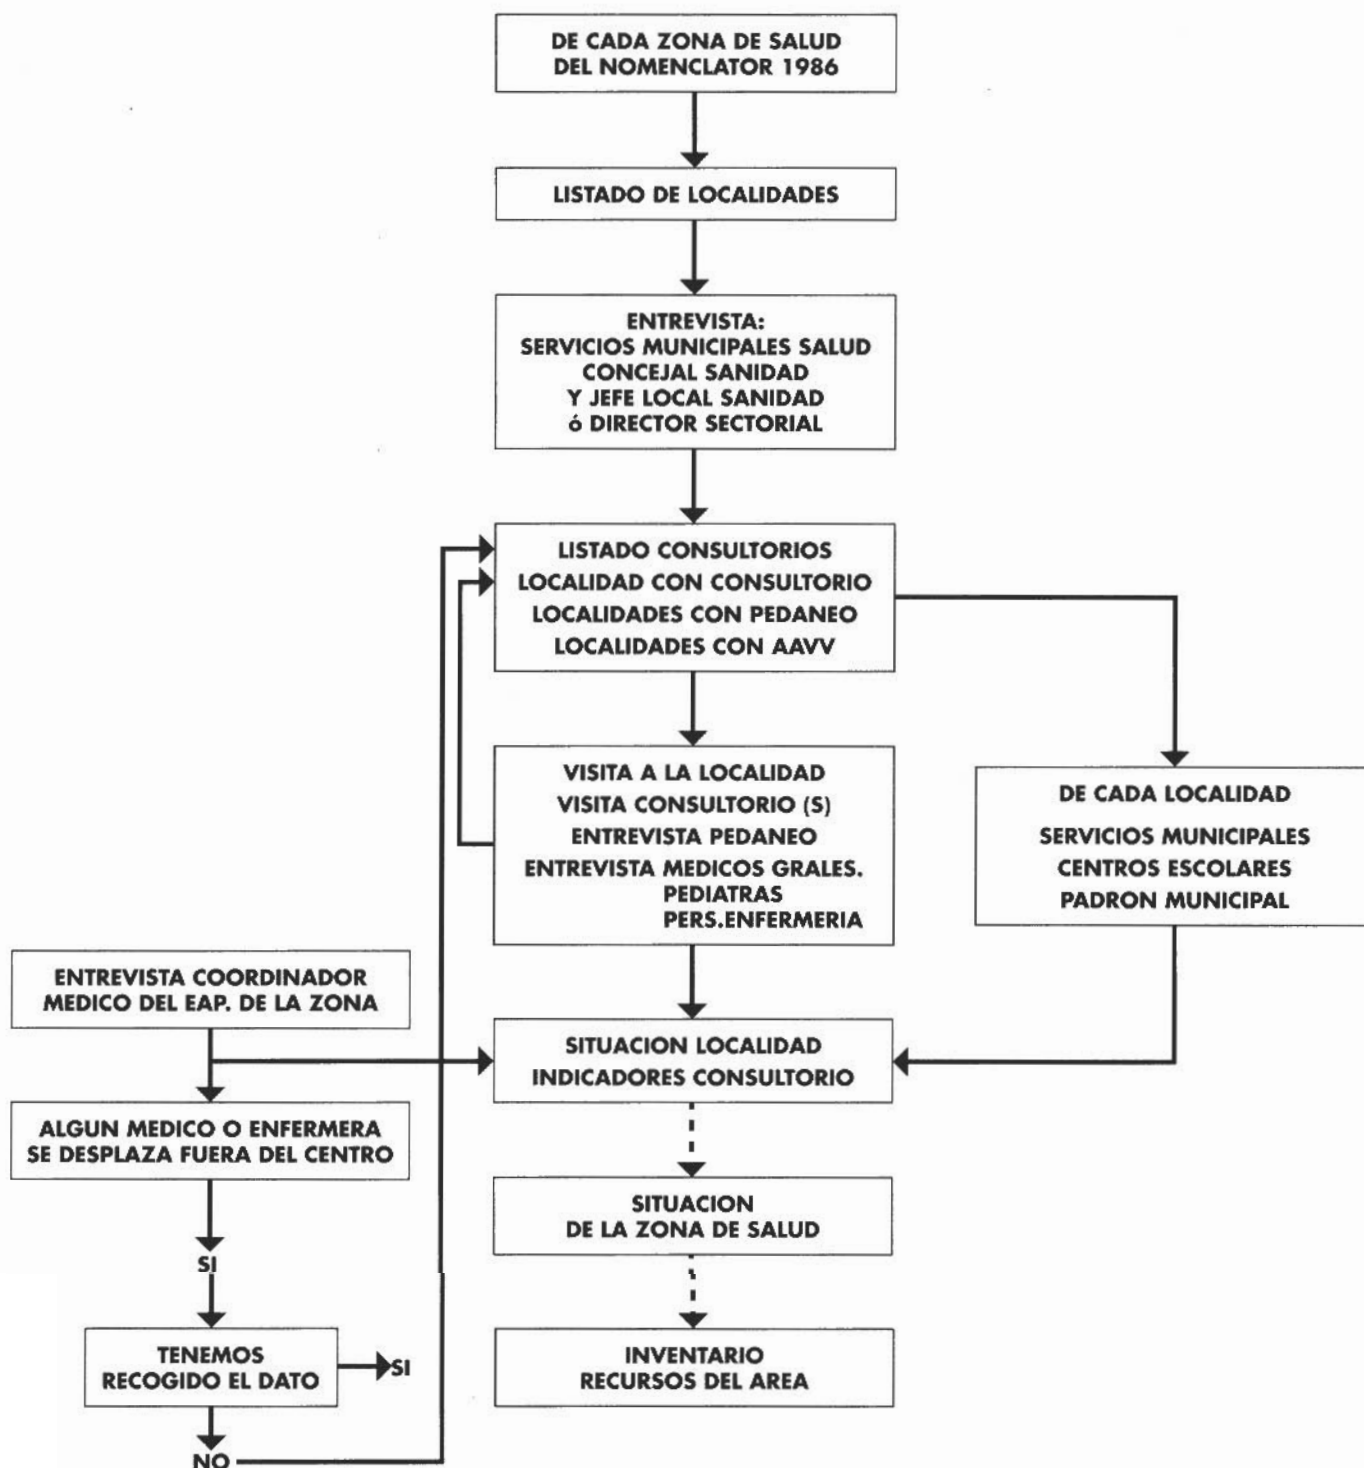 DE CADA ZONA DE SALUD
DEL NOMENCLATOR 1986
LISTADO DE LOCALIDADES
ENTREVISTA:
SERVICIOS MUNICIPALES SALUD
CONCEJAL SANIDAD
Y JEFE LOCAL SANIDAD
ó DIRECTOR SECTORIAL
LISTADO CONSULTORIOS
LOCALIDAD CON CONSULTORIO
LOCALIDADES CON PEDANEO
LOCALIDADES CON AAVV
VISITA A LA LOCALIDAD
VISITA CONSULTORIO (S)
ENTREVISTA PEDANEO
ENTREVISTA MEDICOS GRALES.
PEDIATRAS
PERS.ENFERMERIA
DE CADA LOCALIDAD
SERVICIOS MUNICIPALES
CENTROS ESCOLARES
PADRON MUNICIPAL
ENTREVISTA COORDINADOR
MEDICO DEL EAP. DE LA ZONA
SITUACION LOCALIDAD
INDICADORES CONSULTORIO
ALGUN MEDICO O ENFERMERA
SE DESPLAZA FUERA DEL CENTRO
SITUACION
DE LA ZONA DE SALUD
SI
TENEMOS
RECOGIDO EL DATO
SI
INVENTARIO
RECURSOS DEL AREA
NO